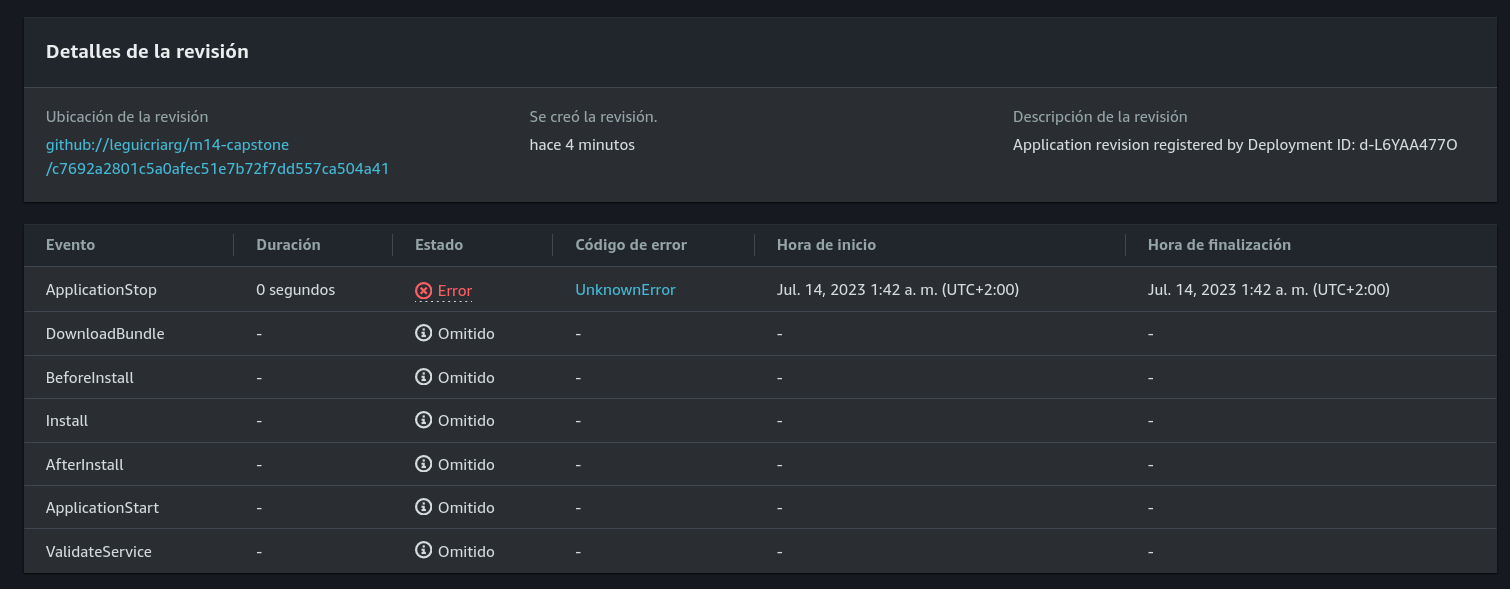 Detalles de la revisión
Ubicación de la revisión Se creó la revisión. Descripción de la revisión
github://leguicriarg/m14-capstone hace 4 minutos Application revision registered by Deployment ID: d-L6YAA477O
/c7692a2801c5a0afec51e7b72f7dd557ca504a41
Evento Duración Estado Código de error Hora de inicio Hora de finalización
ApplicationStop 0 segundos Error UnknownError Jul. 14, 2023 1:42 a. m. (UTC+2:00) Jul. 14, 2023 1:42 a. m. (UTC+2:00)
DownloadBundle - Omitido - - -
BeforeInstall - Omitido - - -
Install - Omitido - - -
AfterInstall - Omitido - - -
ApplicationStart - Omitido - - -
ValidateService - Omitido - - -